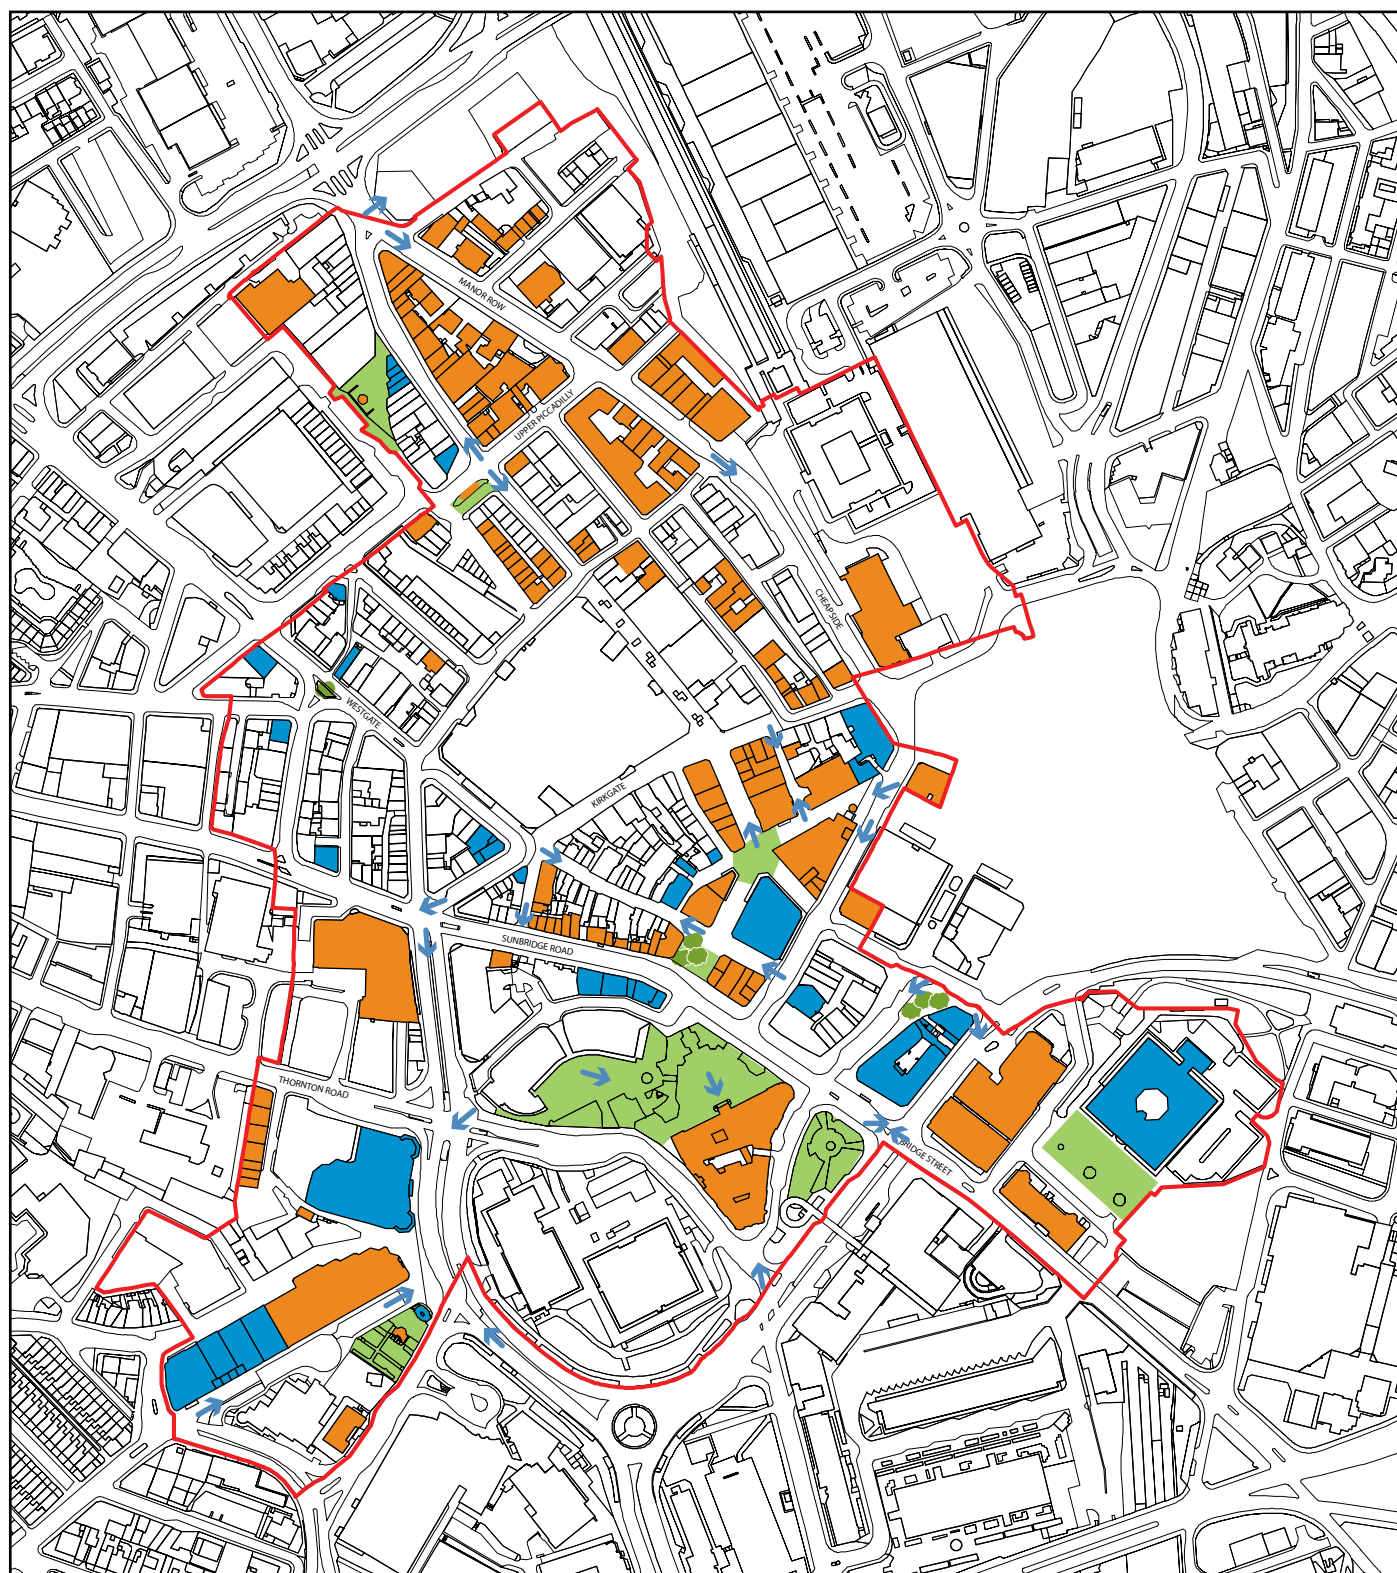 MANOR ROW
UPPER PICCADILLY
CHEAPSIDE
WESTGATE
KIRKGATE
SUNBRIDGE ROAD
THORNTON ROAD
BRIDGE STREET